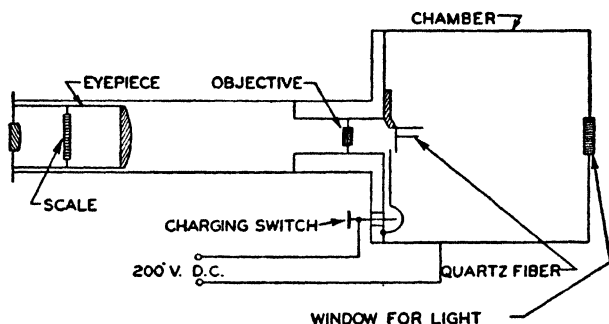 CHAMBER
EYEPIECE
OBJECTIVE
SCALE
CHARGING SWITCH
200° V. D.C.
QUARTZ FIBER
WINDOW FOR LIGHT